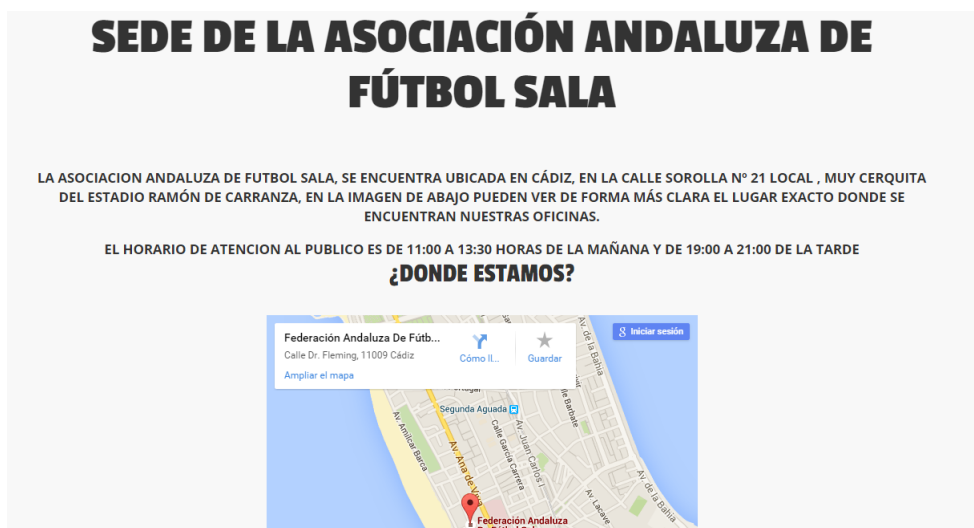 SEDE DE LA ASOCIACIÓN ANDALUZA DE
FÚTBOL SALA
LA ASOCIACION ANDALUZA DE FUTBOL SALA, SE ENCUENTRA UBICADA EN CÁDIZ, EN LA CALLE SOROLLA Nº 21 LOCAL , MUY CERQUITA
DEL ESTADIO RAMÓN DE CARRANZA, EN LA IMAGEN DE ABAJO PUEDEN VER DE FORMA MÁS CLARA EL LUGAR EXACTO DONDE SE
ENCUENTRAN NUESTRAS OFICINAS.
EL HORARIO DE ATENCION AL PUBLICO ES DE 11:00 A 13:30 HORAS DE LA MAÑANA Y DE 19:00 A 21:00 DE LA TARDE
¿DONDE ESTAMOS?
Federación Andaluza De Fútb...
Calle Dr. Fleming, 11009 Cádiz
Ampliar el mapa
Cómo ll...
Guardar
Iniciar sesión
Av. de la Bahía
Segunda Aguada
Calle García Carrera
Av. Juan Carlos I
Av. Amilcar Barca
Av. Ana de Viya
Av. Lacave
Av. de la Bahía
Federación Andaluza